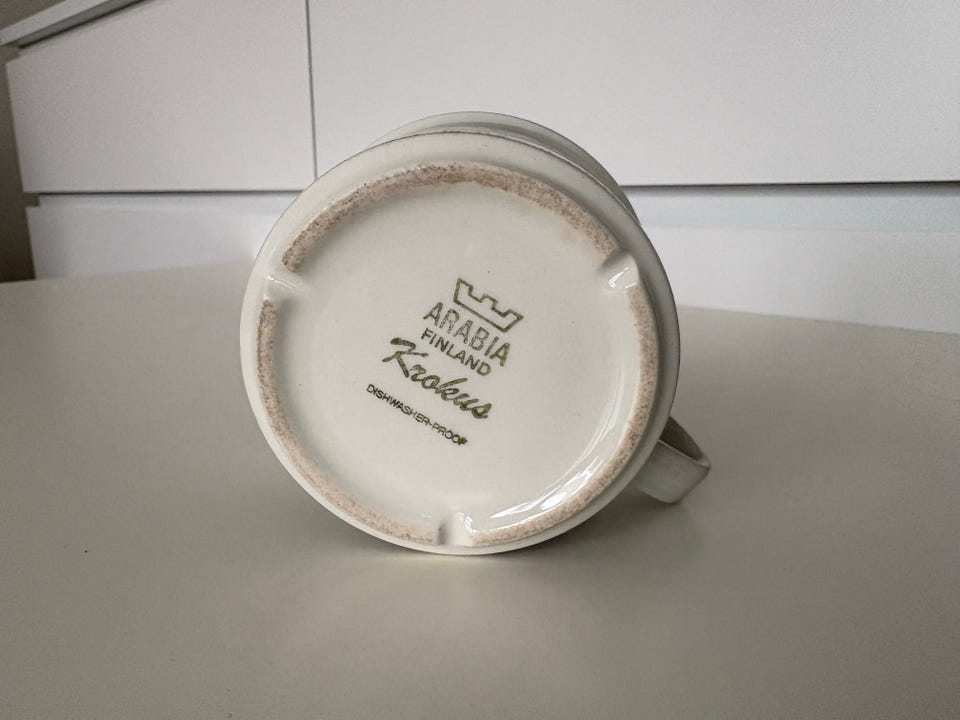 ARABIA
FINLAND
Krokus
DISHWASHER-PROOF